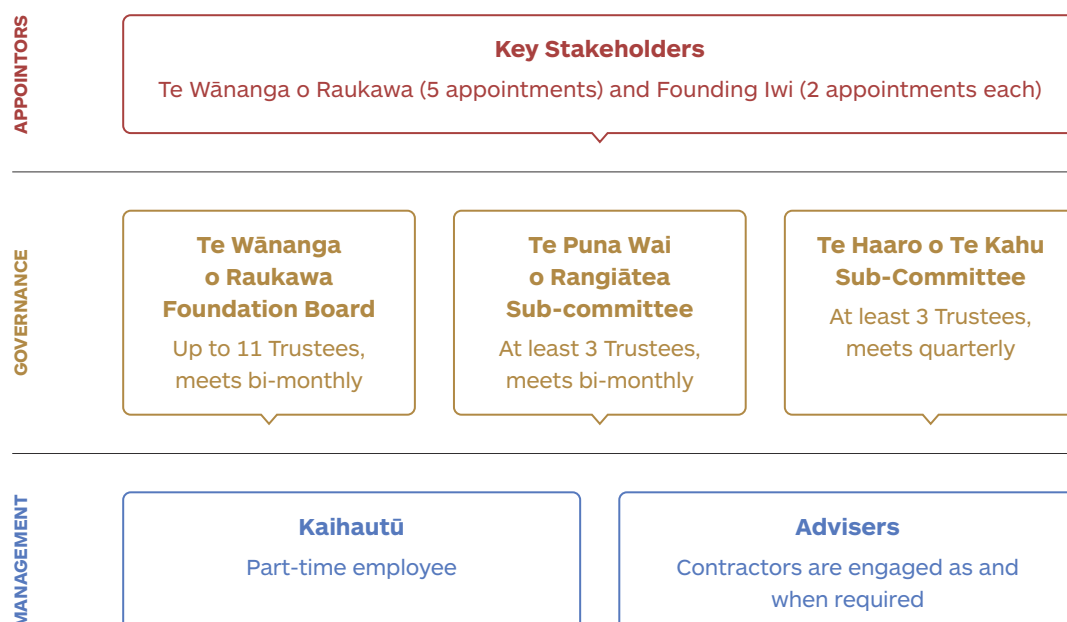 APPOINTORS
Key Stakeholders
Te Wānanga o Raukawa (5 appointments) and Founding Iwi (2 appointments each)
GOVERNANCE
Te Wānanga
o Raukawa
Foundation Board
Up to 11 Trustees,
meets bi-monthly
Te Puna Wai
o Rangiātea
Sub-committee
At least 3 Trustees,
meets bi-monthly
Te Haaro o Te Kahu
Sub-Committee
At least 3 Trustees,
meets quarterly
MANAGEMENT
Kaihautū
Part-time employee
Advisers
Contractors are engaged as and
when required